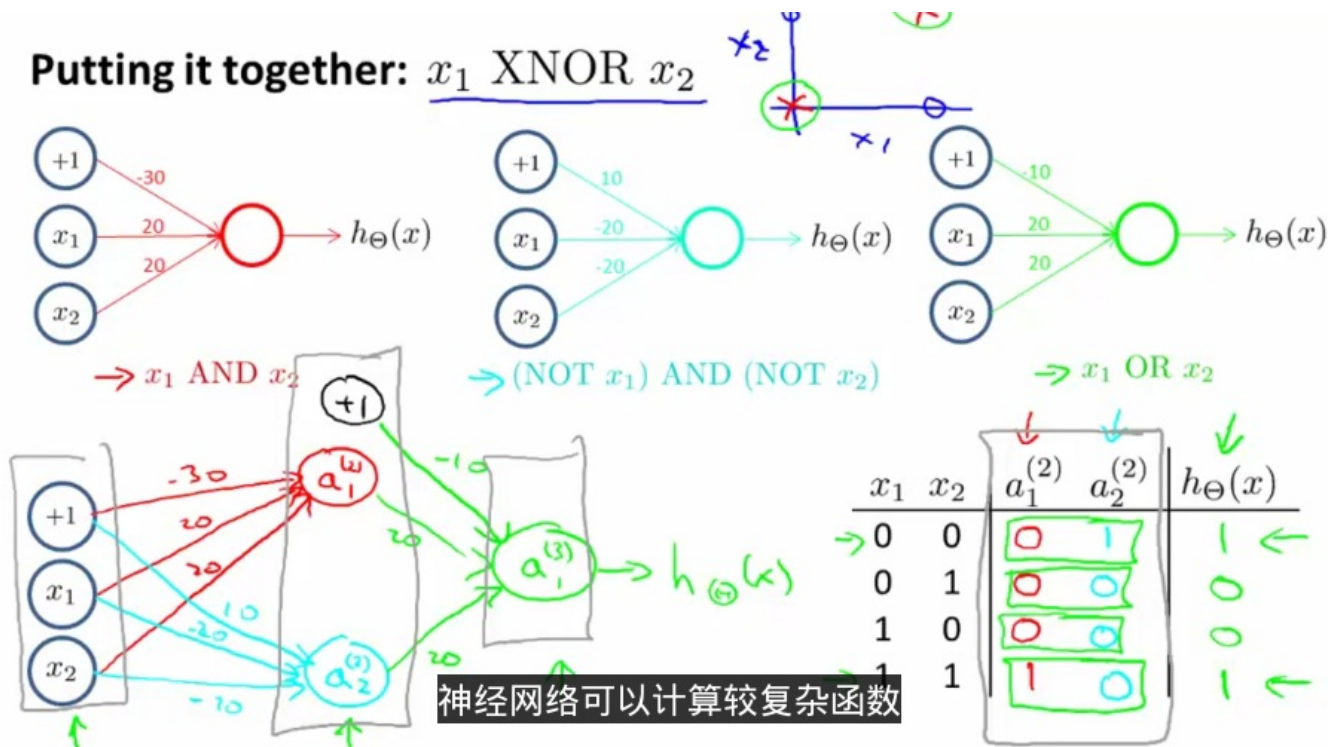 Putting it together: x₁ XNOR x₂
x₂
x₁
+1
x₁
x₂
-30
20
20
h_Θ(x)
→ x₁ AND x₂
+1
x₁
x₂
10
-20
-20
h_Θ(x)
→ (NOT x₁) AND (NOT x₂)
+1
x₁
x₂
-10
20
20
h_Θ(x)
→ x₁ OR x₂
+1
x₁
x₂
-30
20
20
10
-20
+1
a₁⁽²⁾
a₂⁽²⁾
-10
20
20
a₁⁽³⁾
→ h_Θ(x)
x₁ x₂ a₁⁽²⁾ a₂⁽²⁾ h_Θ(x)
0 0 0 1 1
0 1 0 0 0
1 0 0 0 0
1 1 1 0 1
神经网络可以计算较复杂函数